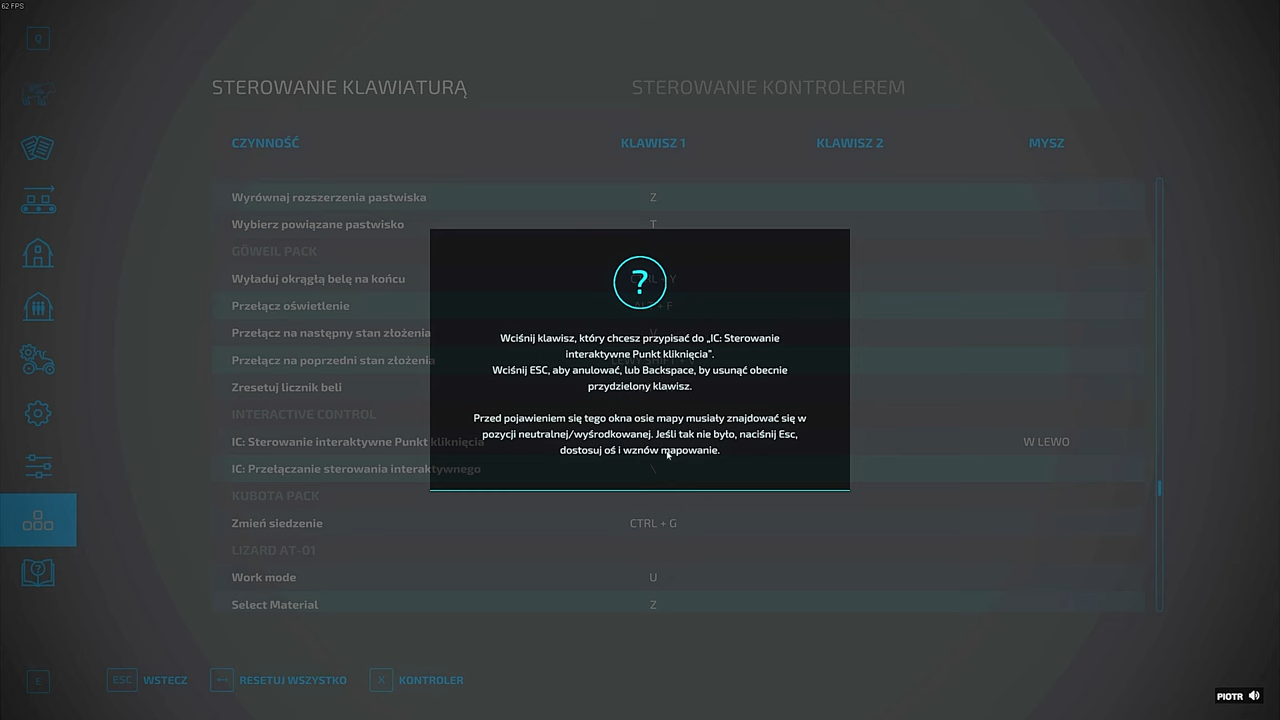 62 FPS
Q
STEROWANIE KLAWIATURĄ
STEROWANIE KONTROLEREM
CZYNNOŚĆ KLAWISZ 1 KLAWISZ 2 MYSZ
Wyrównaj rozszerzenia pastwiska Z
Wybierz powiązane pastwisko T
GÖWEIL PACK
Wyładuj okrągłą belę na końcu
Przełącz oświetlenie
Przełącz na następny stan złożenia
Przełącz na poprzedni stan złożenia
Zresetuj licznik beli
INTERACTIVE CONTROL
IC: Sterowanie interaktywne Punkt kliknięcia W LEWO
IC: Przełączanie sterowania interaktywnego \
KUBOTA PACK
Zmień siedzenie CTRL + G
LIZARD AT-01
Work mode U
Select Material Z
?
Wciśnij klawisz, który chcesz przypisać do „IC: Sterowanie
interaktywne Punkt kliknięcia”.
Wciśnij ESC, aby anulować, lub Backspace, by usunąć obecnie
przydzielony klawisz.
Przed pojawieniem się tego okna osie mapy musiały znajdować się w
pozycji neutralnej/wyśrodkowanej. Jeśli tak nie było, naciśnij Esc,
dostosuj oś i wznów mapowanie.
E
ESC WSTECZ RESETUJ WSZYSTKO X KONTROLER
PIOTR